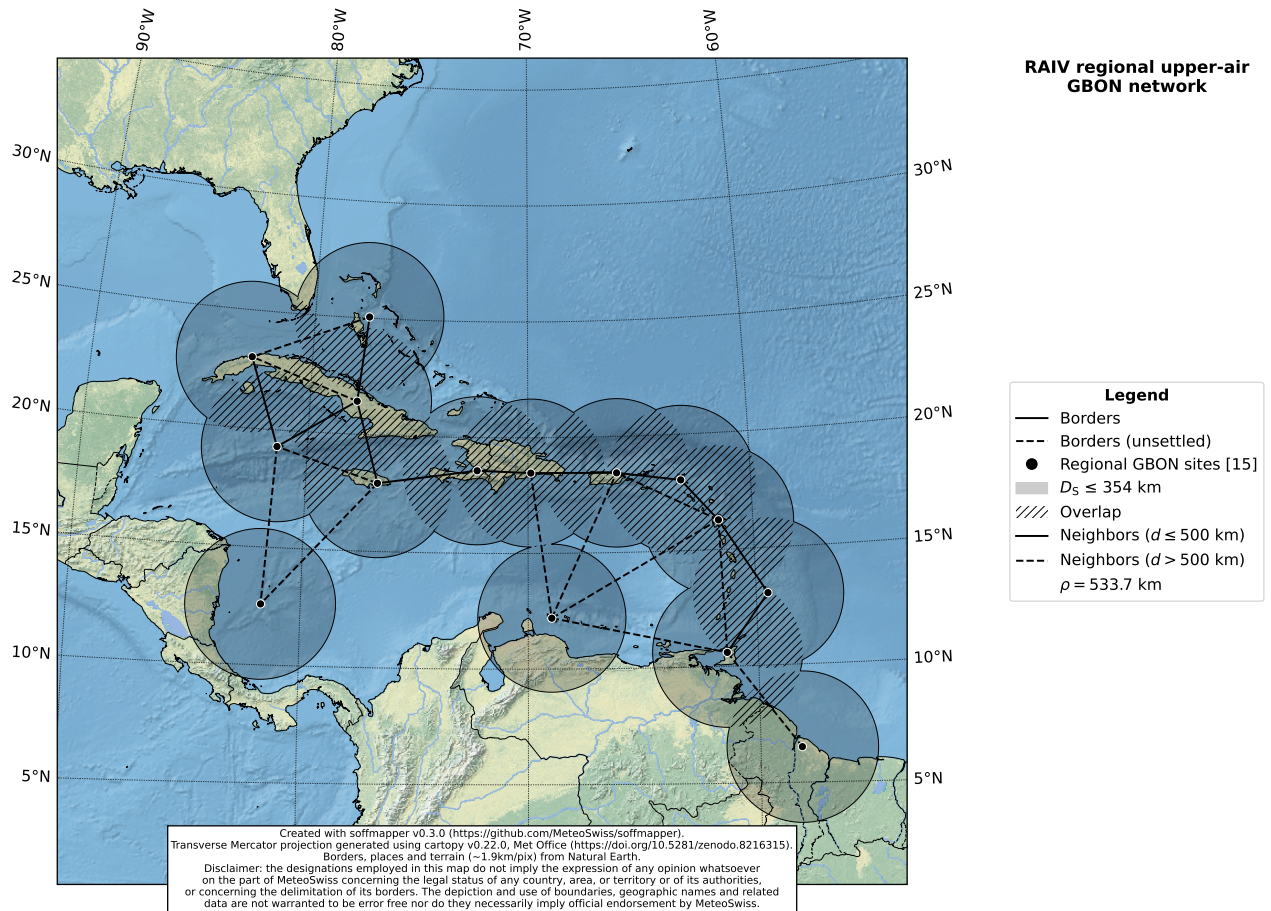 90°W
80°W
70°W
60°W
RAIV regional upper-air
GBON network
30°N
30°N
25°N
25°N
20°N
20°N
15°N
15°N
10°N
10°N
5°N
5°N
Legend
Borders
Borders (unsettled)
Regional GBON sites [15]
D_S ≤ 354 km
Overlap
Neighbors (d ≤ 500 km)
Neighbors (d > 500 km)
ρ = 533.7 km
Created with soffmapper v0.3.0 (https://github.com/MeteoSwiss/soffmapper).
Transverse Mercator projection generated using cartopy v0.22.0, Met Office (https://doi.org/10.5281/zenodo.8216315).
Borders, places and terrain (~1.9km/pix) from Natural Earth.
Disclaimer: the designations employed in this map do not imply the expression of any opinion whatsoever
on the part of MeteoSwiss concerning the legal status of any country, area, or territory or of its authorities,
or concerning the delimitation of its borders. The depiction and use of boundaries, geographic names and related
data are not warranted to be error free nor do they necessarily imply official endorsement by MeteoSwiss.